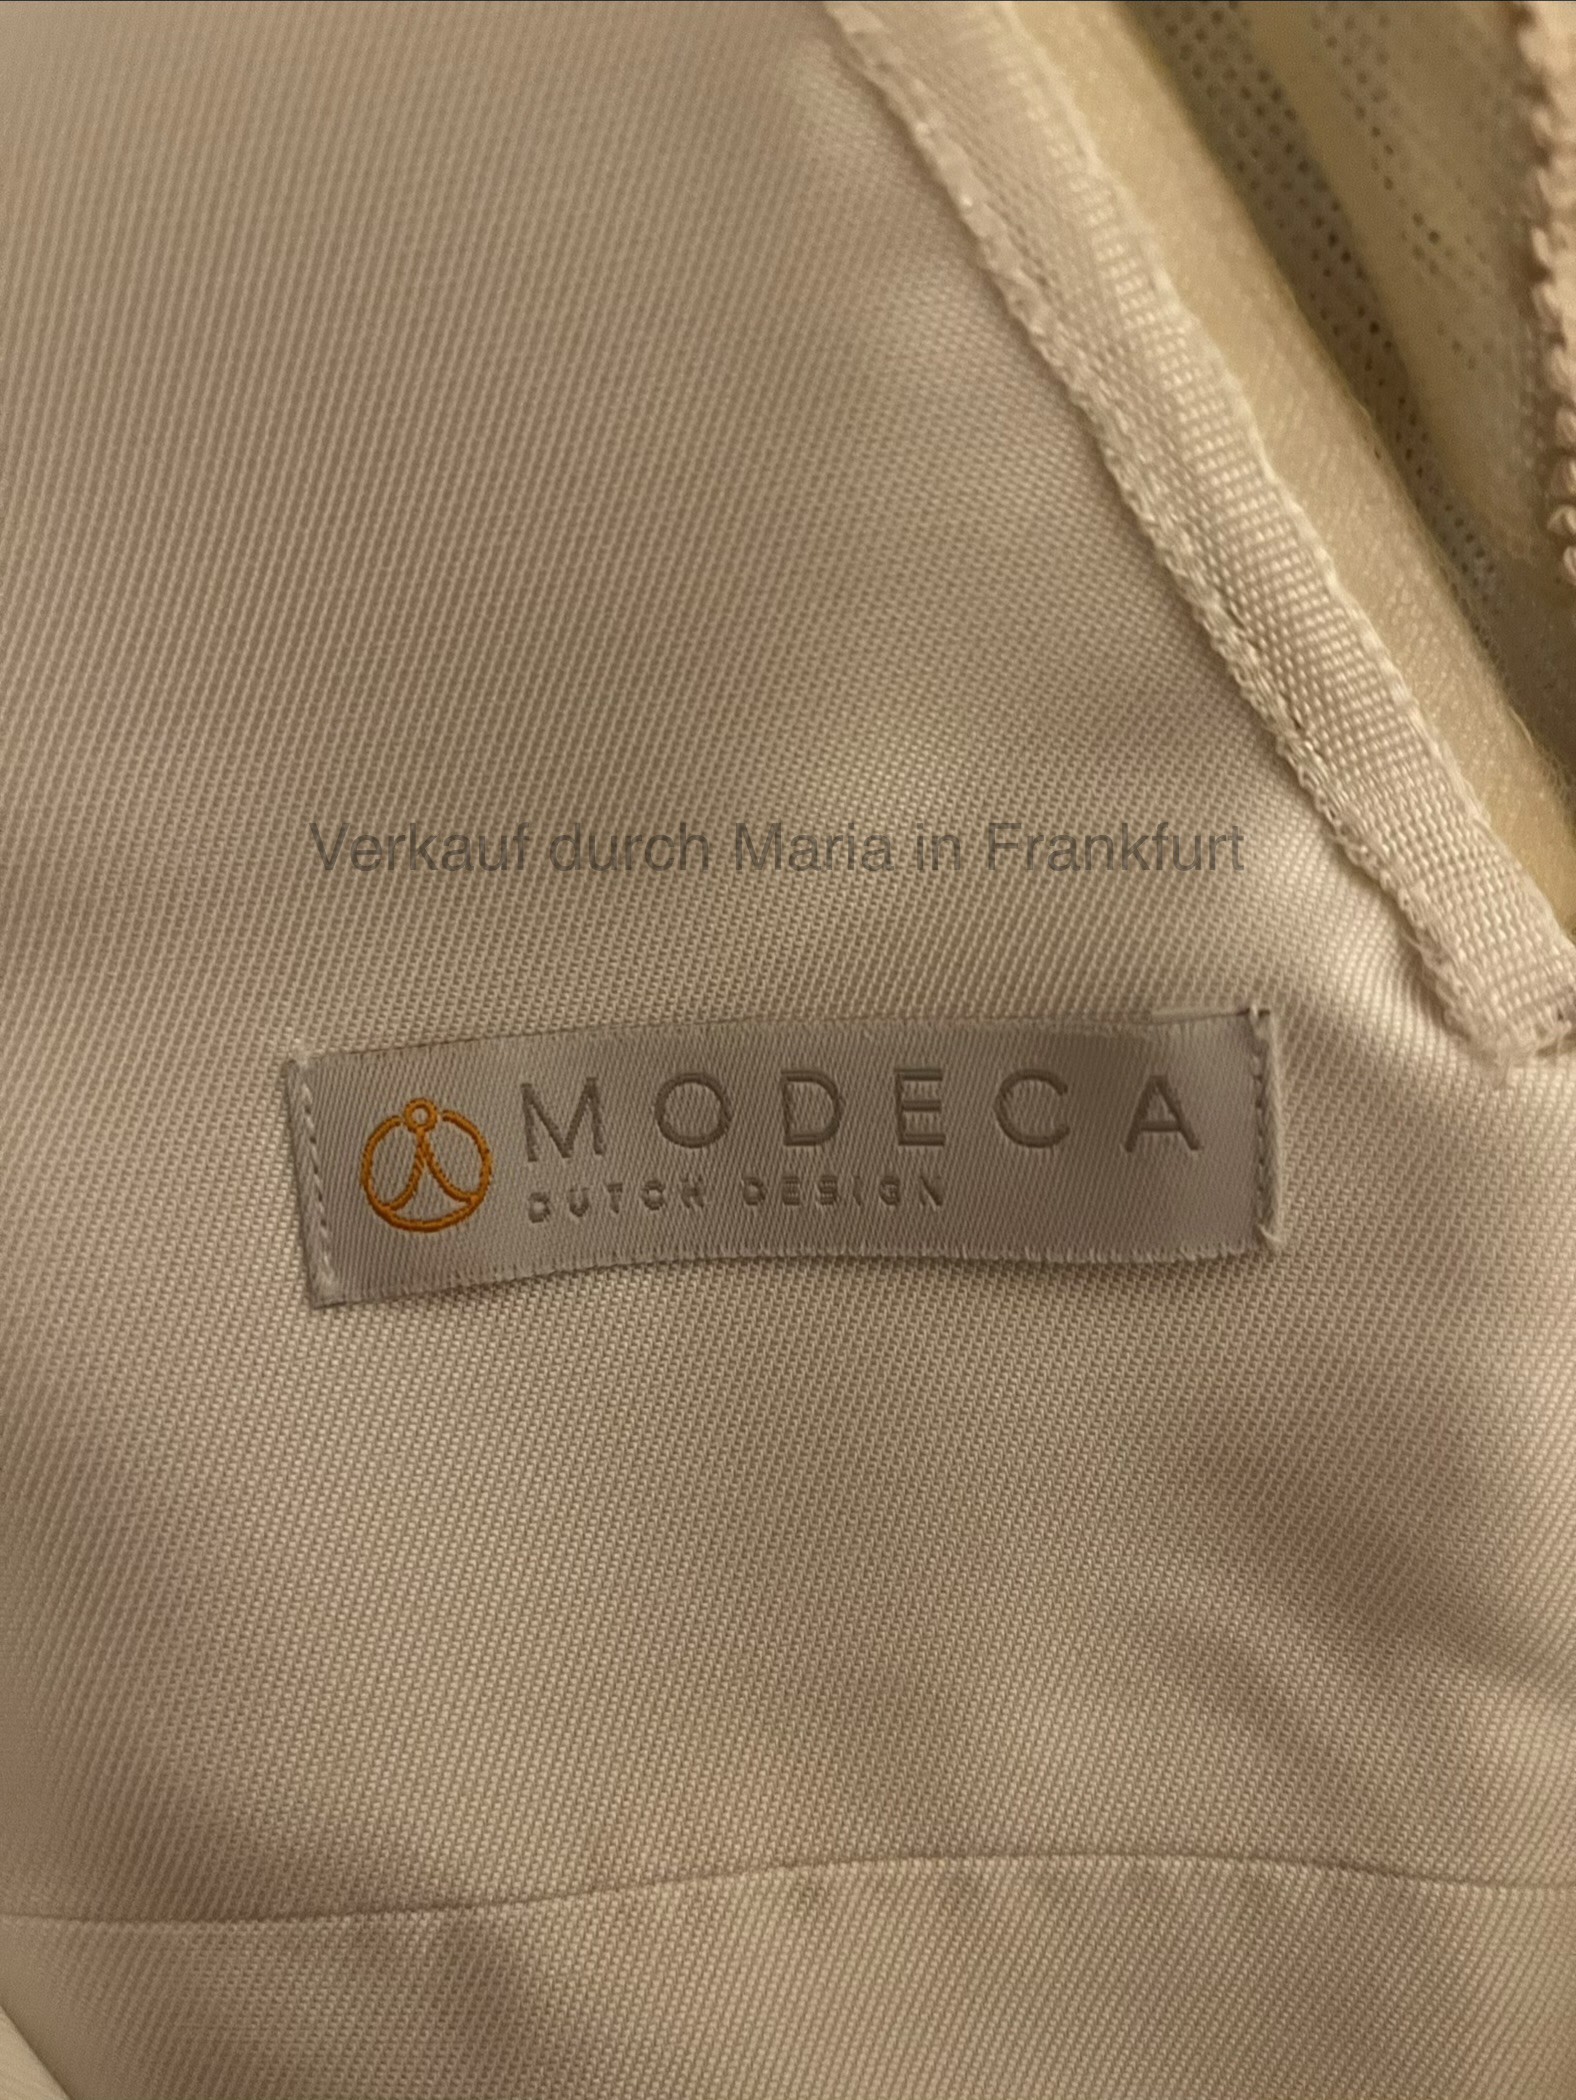 Verkauf durch Maria in Frankfurt
MODECA
DUTCH DESIGN